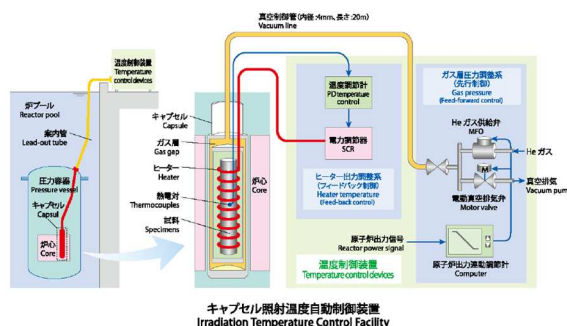 真空制御管(内径:4mm、長さ:20m)
Vacuum line
温度制御装置
Temperature control
devices
炉プール
Reactor pool
案内管
Lead-out tube
圧力容器
Pressure vessel
キャプセル
Capsul
炉心
Core
キャプセル
Capsule
ガス層
Gas gap
ヒーター
Heater
熱電対
Thermocouples
試料
Specimens
炉心
Core
温度調節計
PD temperature
control
電力調節器
SCR
ヒーター出力調整系
(フィードバック制御)
Heater temperature
(Feed-back control)
温度制御装置
Temperature control devices
ガス層圧力調整系
(先行制御)
Gas pressure
(Feed-forward control)
He ガス供給弁
MFO
He ガス
M
真空排気
Vacuum pump
電動真空排気弁
Motor valve
原子炉出力信号
Reactor power signal
原子炉出力連動調節計
Computer
キャプセル照射温度自動制御装置
Irradiation Temperature Control Facility